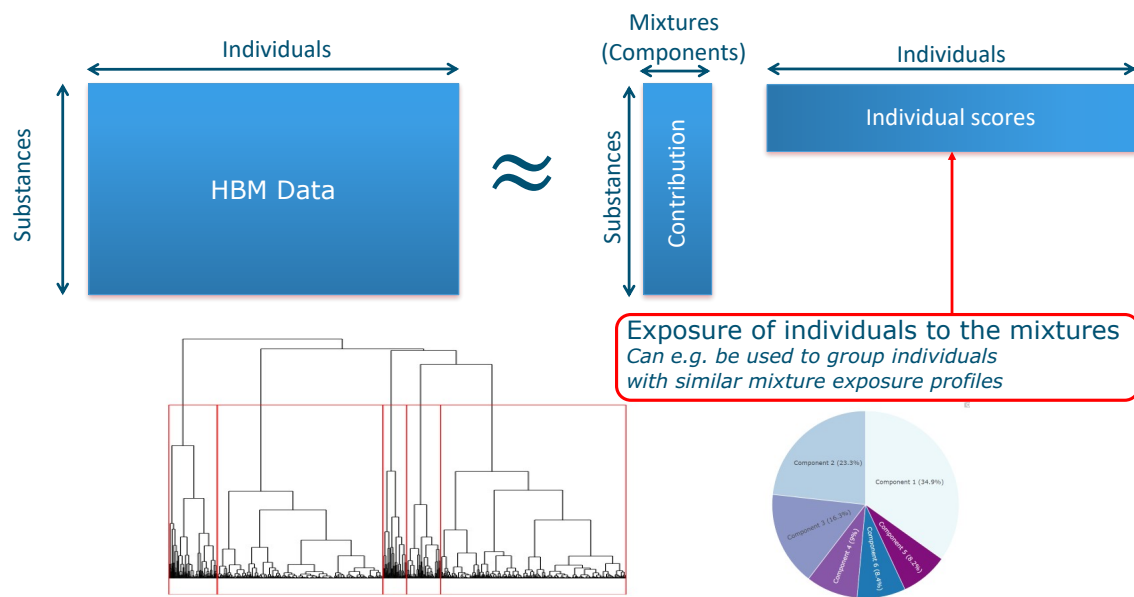 Individuals
Substances
HBM Data
≈
Mixtures
(Components)
Substances
Contribution
Individuals
Individual scores
Exposure of individuals to the mixtures
Can e.g. be used to group individuals
with similar mixture exposure profiles
Component 2 (23.3%)
Component 1 (34.9%)
Component 3 (16.3%)
Component 4 (9%)
Component 6 (8.4%)
Component 5 (8.2%)